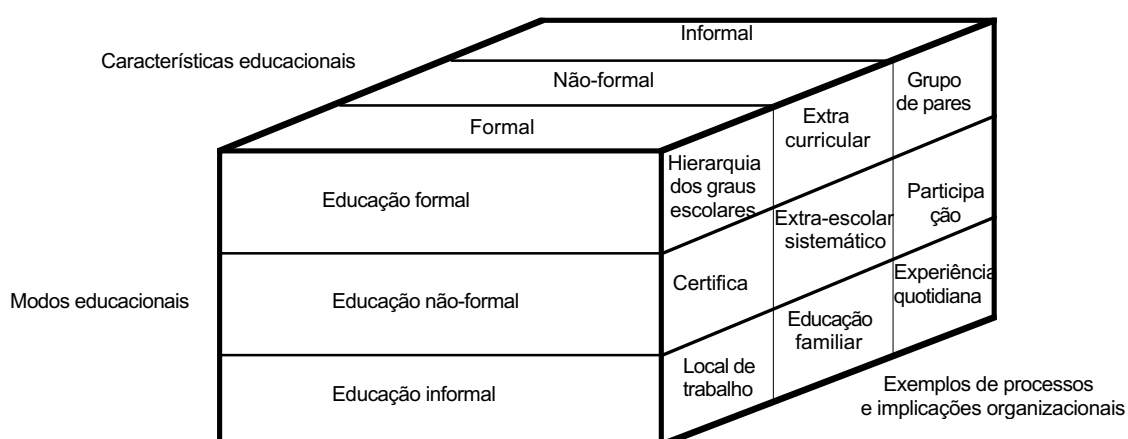 Informal
Características educacionais
Não-formal
Formal
Grupo
de pares
Extra
curricular
Hierarquia
dos graus
escolares
Educação formal
Participa
ção
Extra-escolar
sistemático
Certifica
Modos educacionais
Educação não-formal
Experiência
quotidiana
Educação
familiar
Local de
trabalho
Educação informal
Exemplos de processos
e implicações organizacionais